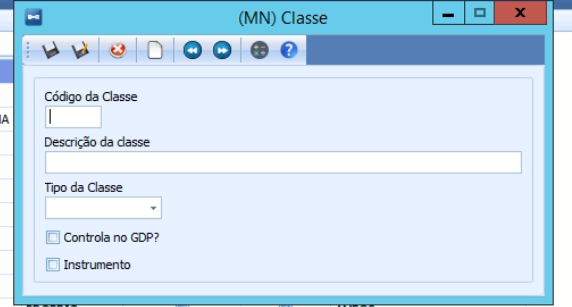 (MN) Classe
Código da Classe
Descrição da classe
Tipo da Classe
Controla no GDP?
Instrumento